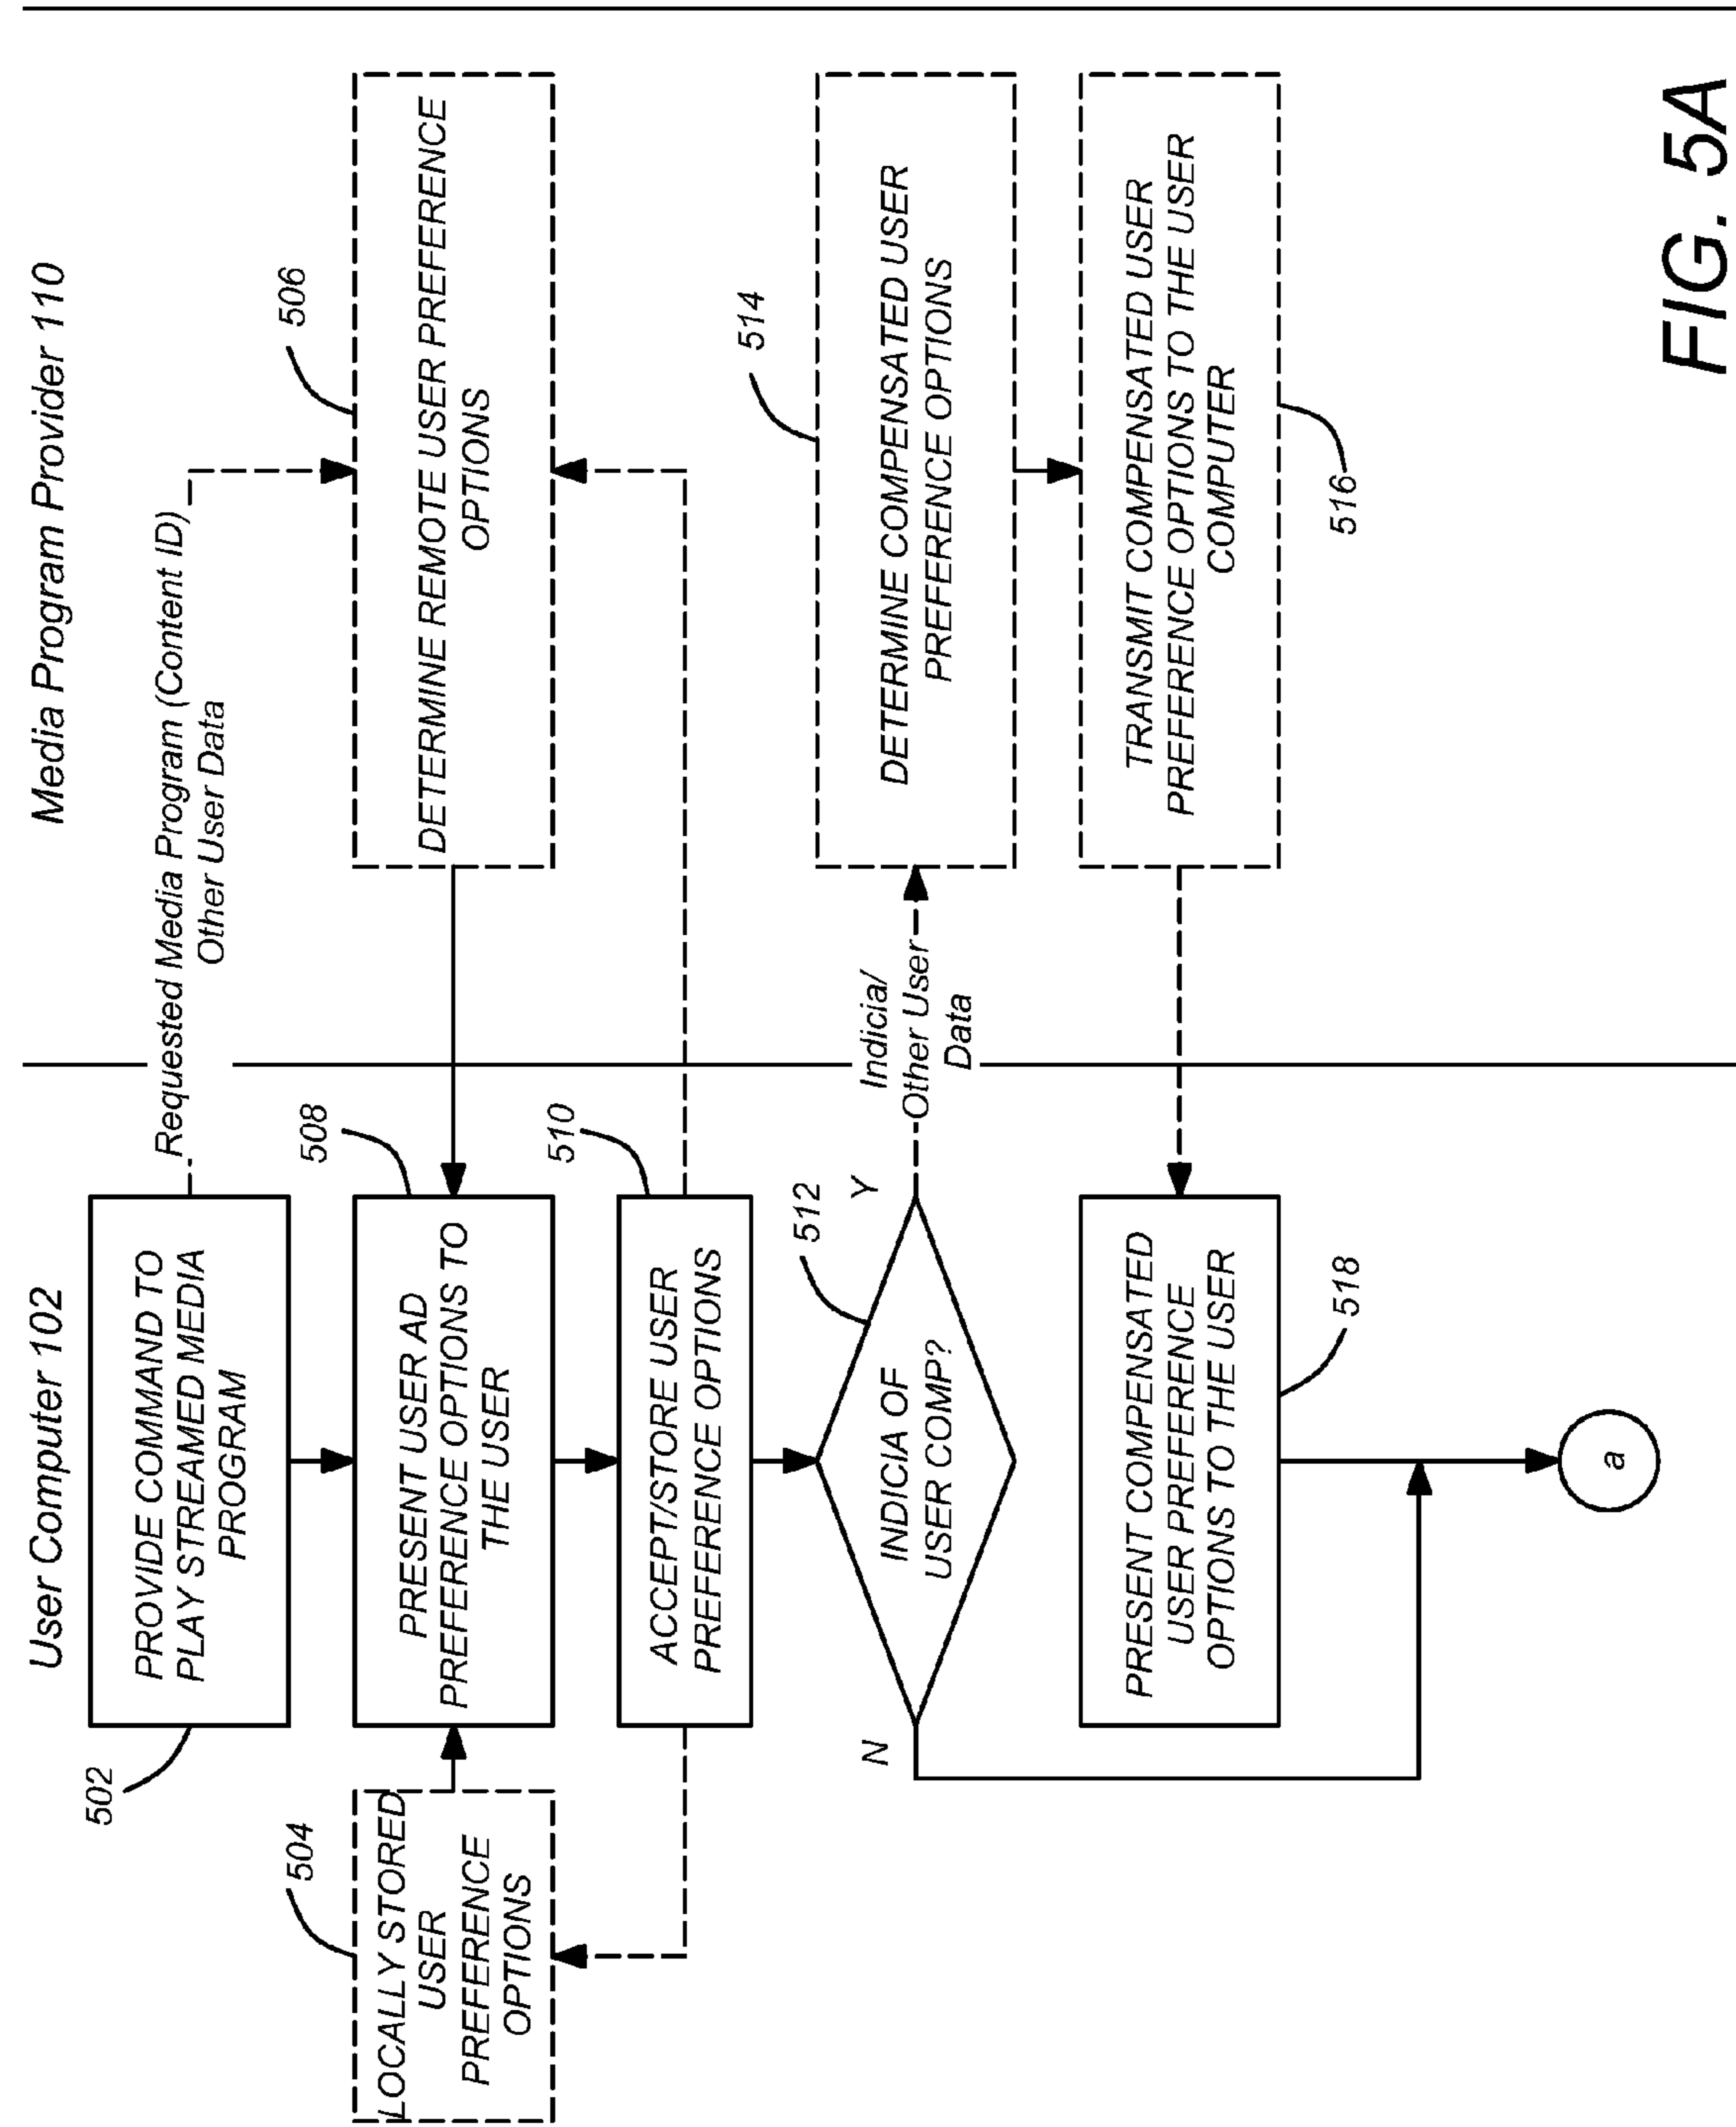 User Computer 102
Media Program Provider 110
502
PROVIDE COMMAND TO
PLAY STREAMED MEDIA
PROGRAM
Requested Media Program (Content ID)
Other User Data
504
LOCALLY STORED
USER
PREFERENCE
OPTIONS
508
PRESENT USER AD
PREFERENCE OPTIONS TO
THE USER
506
DETERMINE REMOTE USER PREFERENCE
OPTIONS
510
ACCEPT/STORE USER
PREFERENCE OPTIONS
512
N
INDICIA OF
USER COMP?
Y
Indicia/
Other User
Data
514
DETERMINE COMPENSATED USER
PREFERENCE OPTIONS
PRESENT COMPENSATED
USER PREFERENCE
OPTIONS TO THE USER
518
TRANSMIT COMPENSATED USER
PREFERENCE OPTIONS TO THE USER
COMPUTER
516
a
FIG. 5A